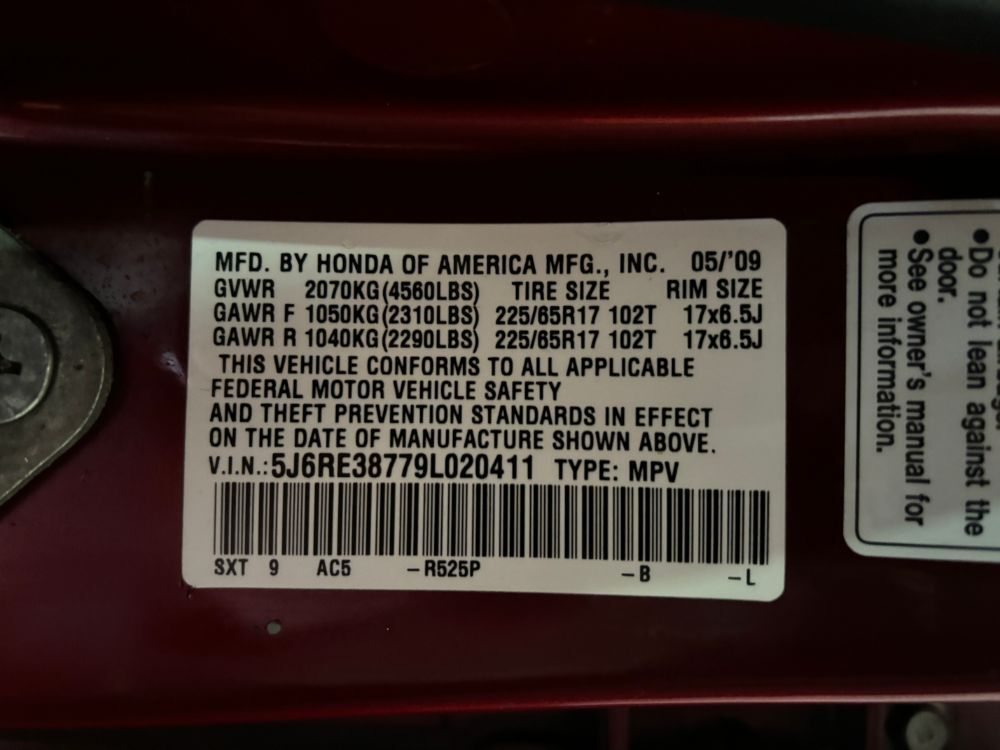 MFD. BY HONDA OF AMERICA MFG., INC. 05/'09
GVWR 2070KG(4560LBS) TIRE SIZE RIM SIZE
GAWR F 1050KG(2310LBS) 225/65R17 102T 17x6.5J
GAWR R 1040KG(2290LBS) 225/65R17 102T 17x6.5J
THIS VEHICLE CONFORMS TO ALL APPLICABLE
FEDERAL MOTOR VEHICLE SAFETY
AND THEFT PREVENTION STANDARDS IN EFFECT
ON THE DATE OF MANUFACTURE SHOWN ABOVE.
V.I.N.:5J6RE38779L020411 TYPE: MPV
SXT 9 AC5 -R525P -B -L
•Do not lean against the
door.
•See owner's manual for
more information.